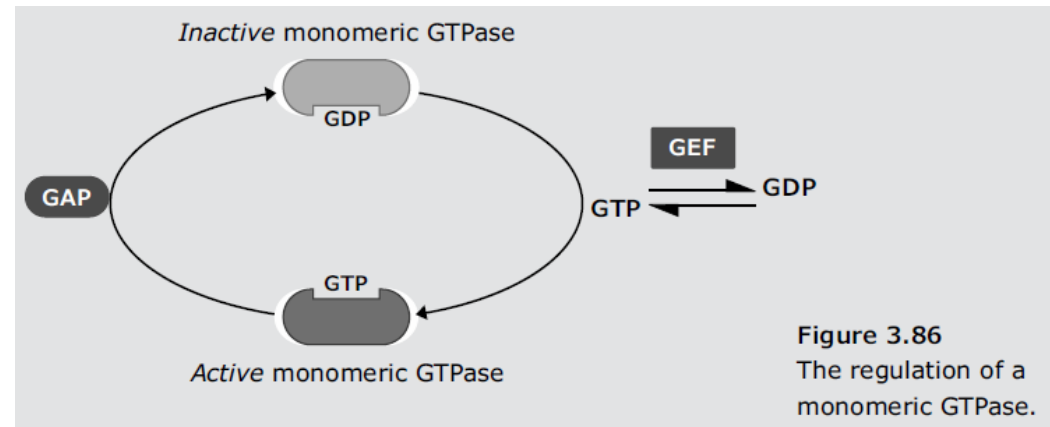 Inactive monomeric GTPase
GDP
GEF
GAP
GTP
GDP
GTP
Active monomeric GTPase
Figure 3.86
The regulation of a
monomeric GTPase.